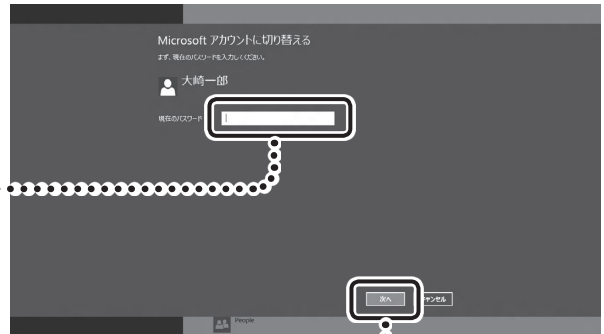 Microsoft アカウントに切り替える
まず、現在のパスワードを入力してください。
大崎一郎
現在のパスワード
次へ
キャンセル
People